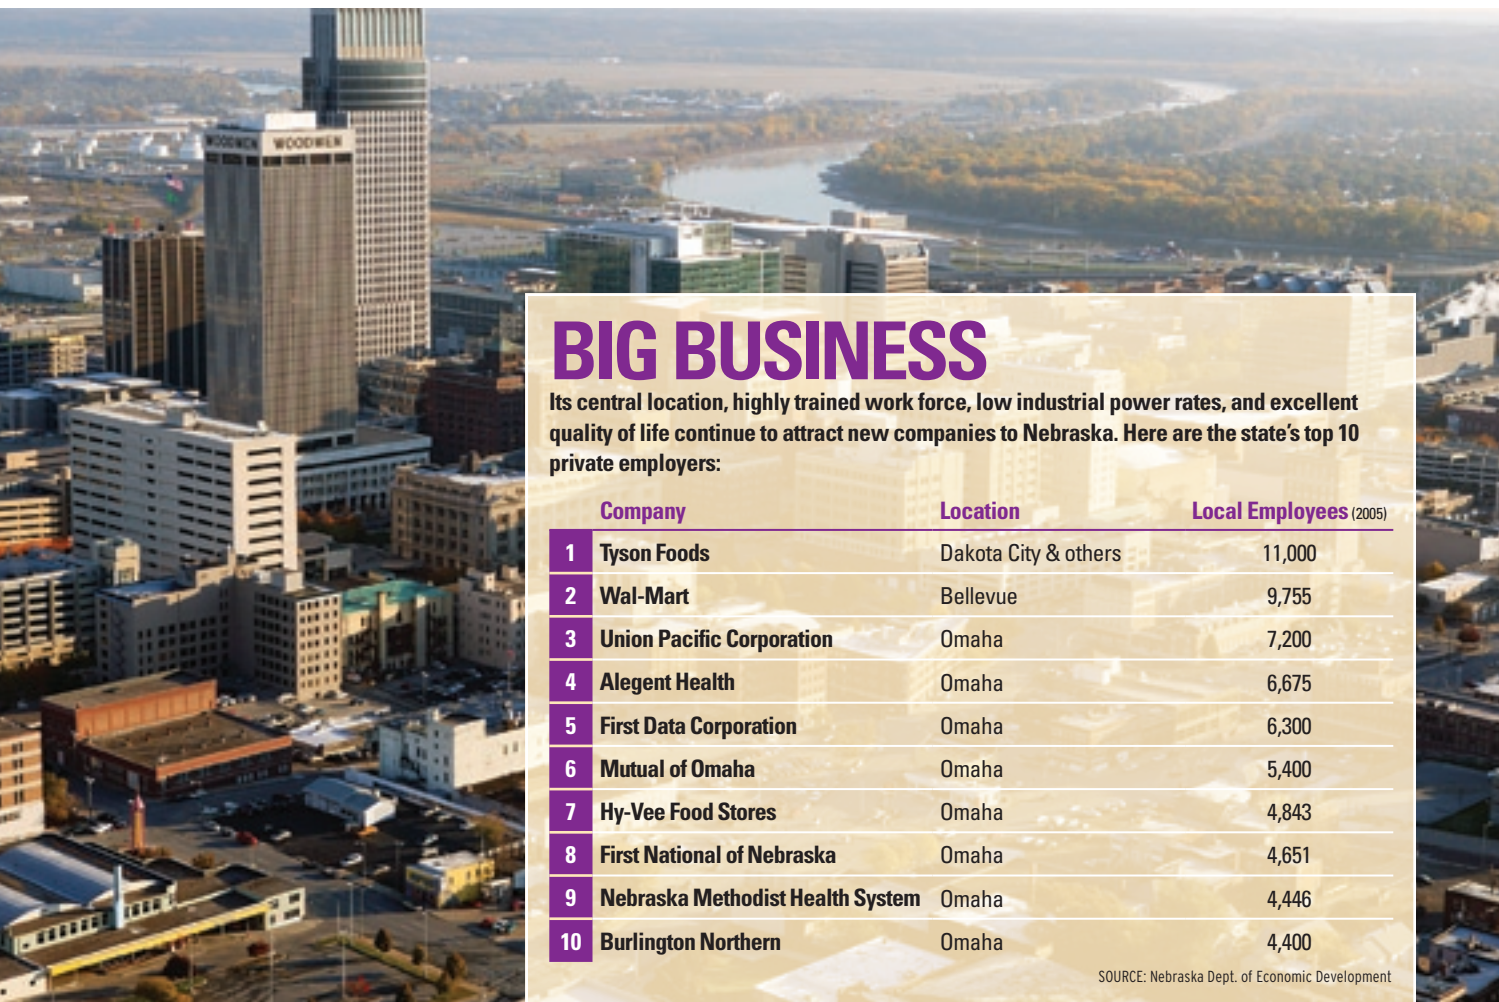 WOODMEN WOODMEN
BIG BUSINESS
Its central location, highly trained work force, low industrial power rates, and excellent
quality of life continue to attract new companies to Nebraska. Here are the state’s top 10
private employers:
Company Location Local Employees (2005)
1 Tyson Foods Dakota City & others 11,000
2 Wal-Mart Bellevue 9,755
3 Union Pacific Corporation Omaha 7,200
4 Alegent Health Omaha 6,675
5 First Data Corporation Omaha 6,300
6 Mutual of Omaha Omaha 5,400
7 Hy-Vee Food Stores Omaha 4,843
8 First National of Nebraska Omaha 4,651
9 Nebraska Methodist Health System Omaha 4,446
10 Burlington Northern Omaha 4,400
SOURCE: Nebraska Dept. of Economic Development